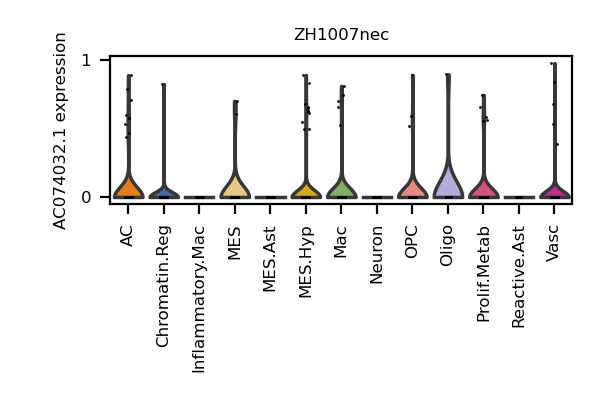 ZH1007nec
AC074032.1 expression
1
0
AC
Chromatin.Reg
Inflammatory.Mac
MES
MES.Ast
MES.Hyp
Mac
Neuron
OPC
Oligo
Prolif.Metab
Reactive.Ast
Vasc